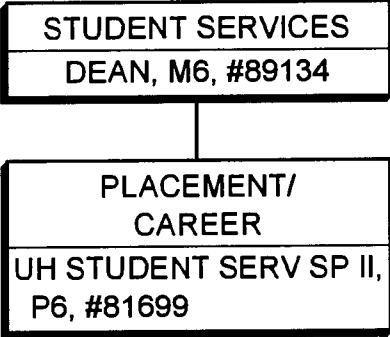 STUDENT SERVICES
DEAN, M6, #89134
PLACEMENT/
CAREER
UH STUDENT SERV SP II,
P6, #81699